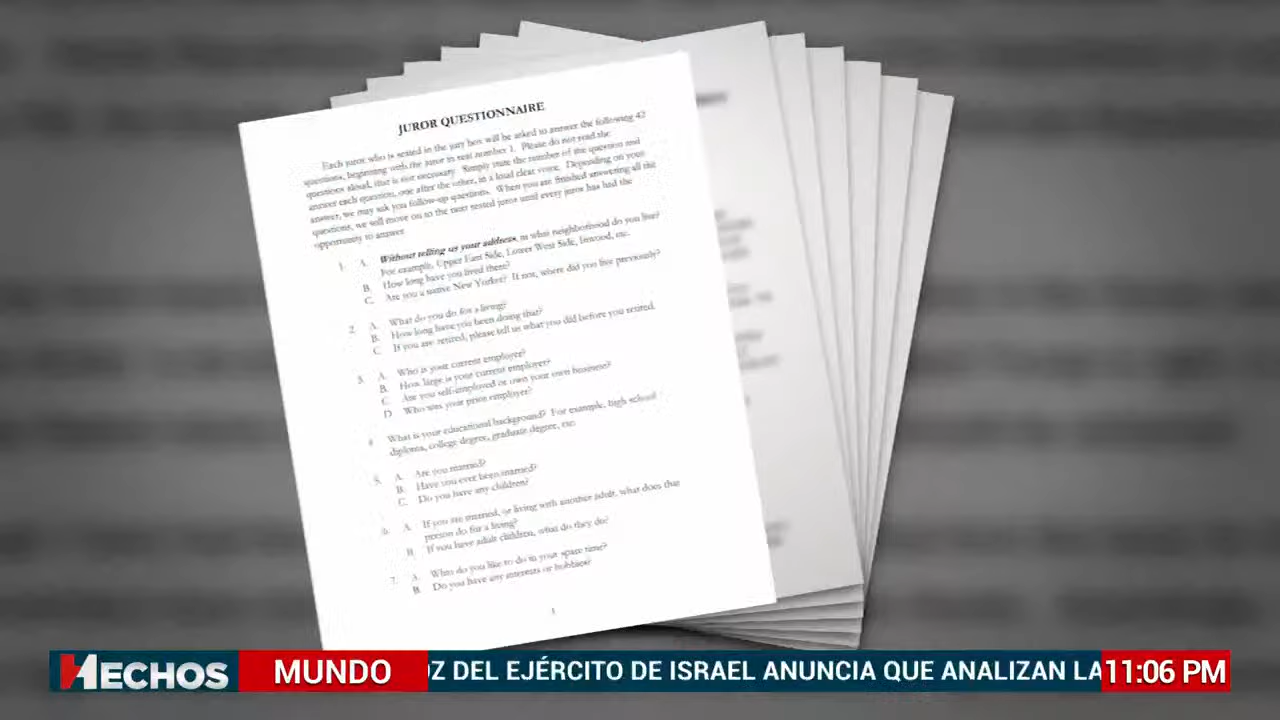 JUROR QUESTIONNAIRE
Each juror who is seated in the jury box will be asked to answer the following 42
questions, beginning with the juror in seat number 1. Please do not read the
questions aloud, that is not necessary. Simply state the number of the question and
answer each question, one after the other, in a loud clear voice. Depending on your
answer, we may ask you follow-up questions. When you are finished answering all the
questions, we will move on to the next seated juror until every juror has had the
opportunity to answer.
1. A. Without telling us your address, in what neighborhood do you live?
For example, Upper East Side, Lower West Side, Inwood, etc.
B. How long have you lived there?
C. Are you a native New Yorker? If not, where did you live previously?
2. A. What do you do for a living?
B. How long have you been doing that?
C. If you are retired, please tell us what you did before you retired.
3. A. Who is your current employer?
B. How large is your current employer?
C. Are you self-employed or own your own business?
D Who was your prior employer?
4. What is your educational background? For example, high school
diploma, college degree, graduate degree, etc.
5. A. Are you married?
B. Have you ever been married?
C. Do you have any children?
6. A. If you are married, or living with another adult, what does that
person do for a living?
B. If you have adult children, what do they do?
7. A. What do you like to do in your spare time?
B. Do you have any interests or hobbies?
1
HECHOS MUNDO OZ DEL EJÉRCITO DE ISRAEL ANUNCIA QUE ANALIZAN LA 11:06 PM